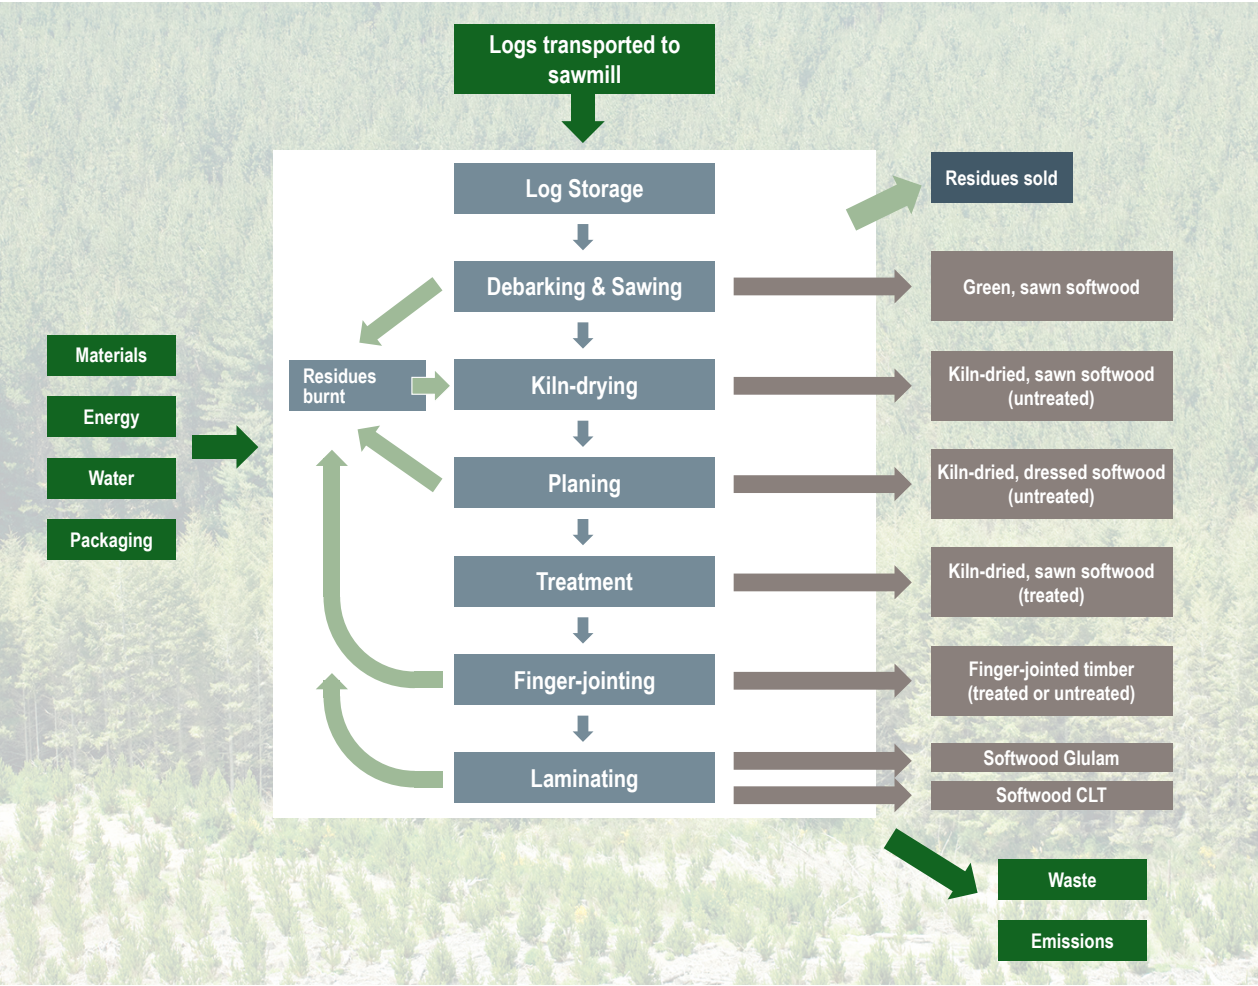 Logs transported to
sawmill
Log Storage
Residues sold
Debarking & Sawing
Green, sawn softwood
Materials
Residues
burnt
Kiln-drying
Kiln-dried, sawn softwood
(untreated)
Energy
Water
Planing
Kiln-dried, dressed softwood
(untreated)
Packaging
Treatment
Kiln-dried, sawn softwood
(treated)
Finger-jointing
Finger-jointed timber
(treated or untreated)
Laminating
Softwood Glulam
Softwood CLT
Waste
Emissions